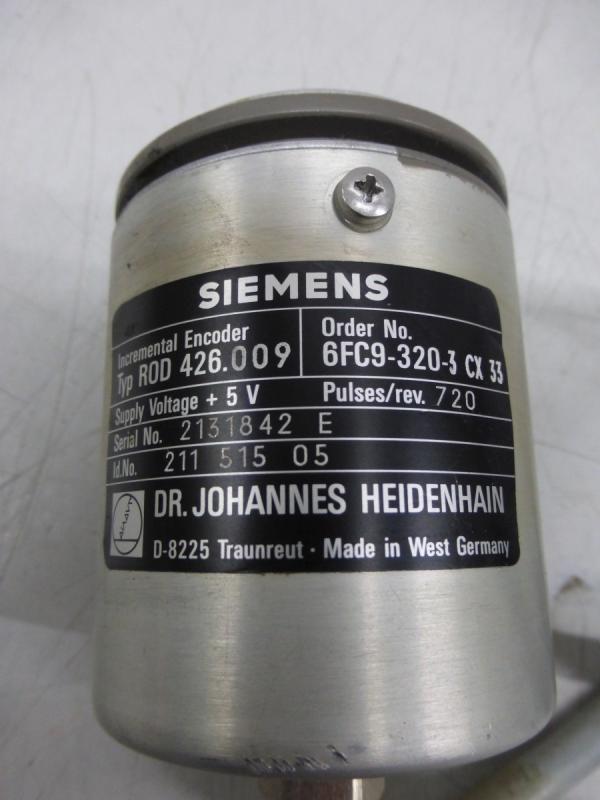 SIEMENS
Incremental Encoder
Typ ROD 426.009
Order No.
6FC9-320-3 CX 33
Supply Voltage + 5 V
Pulses/rev. 720
Serial No. 2131842 E
Id.No. 211 515 05
DR. JOHANNES HEIDENHAIN
D-8225 Traunreut · Made in West Germany